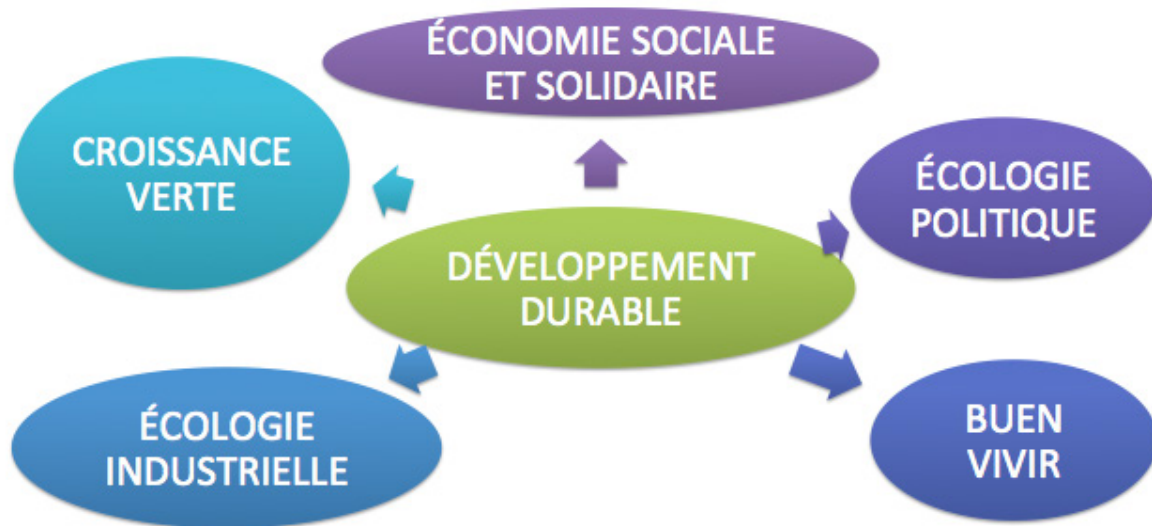 ÉCONOMIE SOCIALE
ET SOLIDAIRE
CROISSANCE
VERTE
ÉCOLOGIE
POLITIQUE
DÉVELOPPEMENT
DURABLE
ÉCOLOGIE
INDUSTRIELLE
BUEN
VIVIR